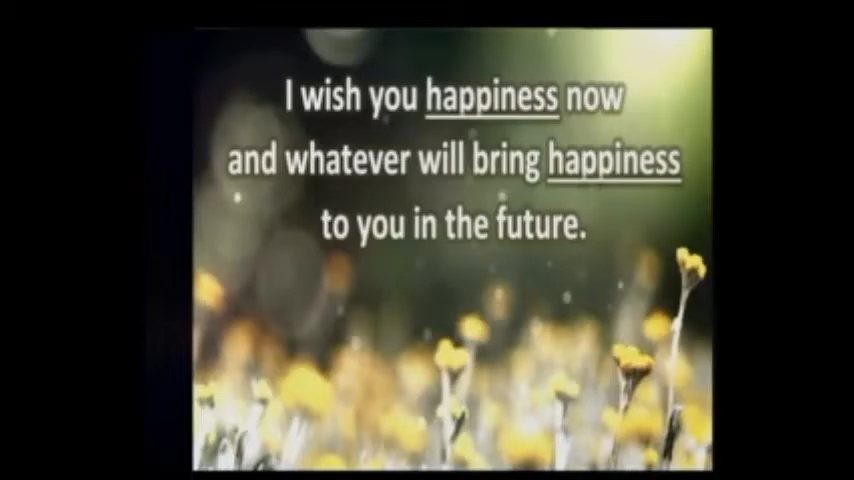 I wish you happiness now
and whatever will bring happiness
to you in the future.